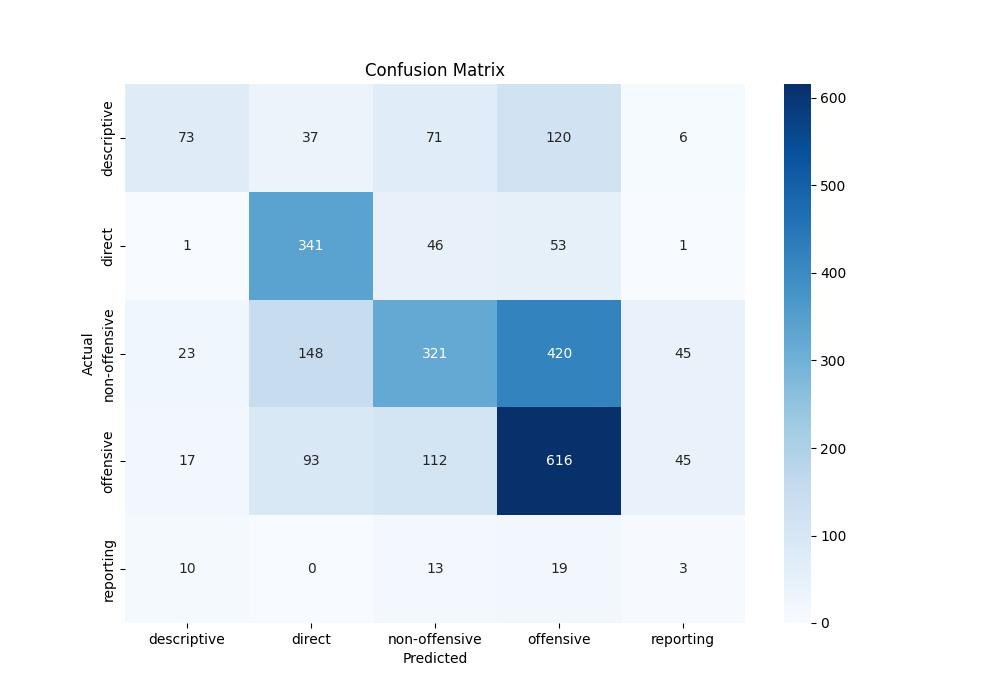 Confusion Matrix
Actual
descriptive 73 37 71 120 6
direct 1 341 46 53 1
non-offensive 23 148 321 420 45
offensive 17 93 112 616 45
reporting 10 0 13 19 3
descriptive direct non-offensive offensive reporting
Predicted
600
500
400
300
200
100
0